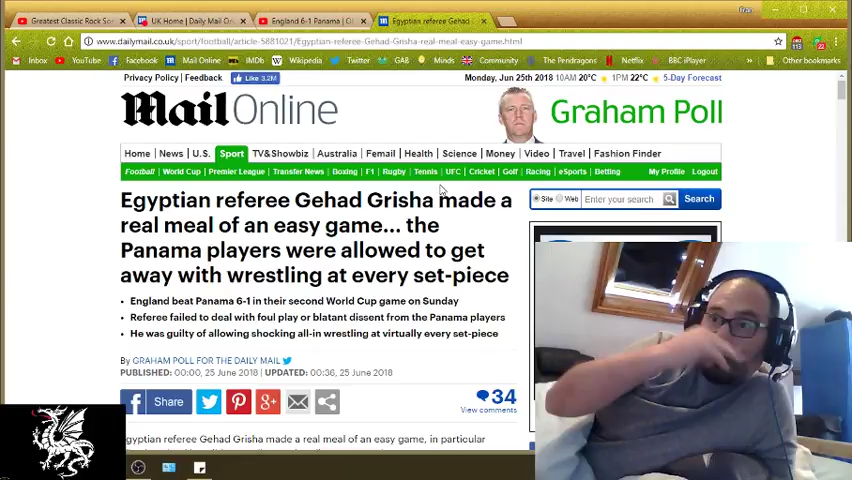 Greatest Classic Rock So
UK Home | Daily Mail On
England 6-1 Panama | Ci
Egyptian referee Gehad
Fran
www.dailymail.co.uk/sport/football/article-5881021/Egyptian-referee-Gehad-Grisha-real-meal-easy-game.html
Inbox YouTube Facebook Mail Online IMDb Wikipedia Twitter GAB Minds Community The Pendragons Netflix BBC iPlayer Other bookmarks
Privacy Policy | Feedback Like 3.2M Monday, Jun 25th 2018 10AM 20°C 1PM 22°C 5-Day Forecast
Mail Online
Graham Poll
Home News U.S. Sport TV&Showbiz Australia Femail Health Science Money Video Travel Fashion Finder
Football World Cup Premier League Transfer News Boxing F1 Rugby Tennis UFC Cricket Golf Racing eSports Betting My Profile Logout
Egyptian referee Gehad Grisha made a
real meal of an easy game... the
Panama players were allowed to get
away with wrestling at every set-piece
Site Web Enter your search Search
England beat Panama 6-1 in their second World Cup game on Sunday
Referee failed to deal with foul play or blatant dissent from the Panama players
He was guilty of allowing shocking all-in wrestling at virtually every set-piece
By GRAHAM POLL FOR THE DAILY MAIL
PUBLISHED: 00:00, 25 June 2018 | UPDATED: 00:36, 25 June 2018
Share
34
View comments
gyptian referee Gehad Grisha made a real meal of an easy game, in particular